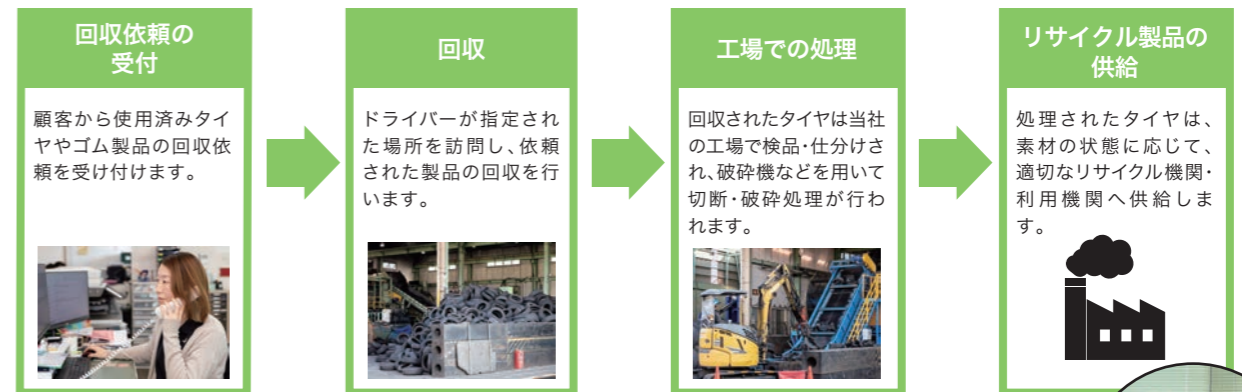 回収依頼の
受付
顧客から使用済みタイ
ヤやゴム製品の回収依
頼を受け付けます。
回収
ドライバーが指定され
た場所を訪問し、依頼
された製品の回収を行
います。
工場での処理
回収されたタイヤは当社
の工場で検品・仕分けさ
れ、破砕機などを用いて
切断・破砕処理が行わ
れます。
リサイクル製品の
供給
処理されたタイヤは、
素材の状態に応じて、
適切なリサイクル機関・
利用機関へ供給しま
す。